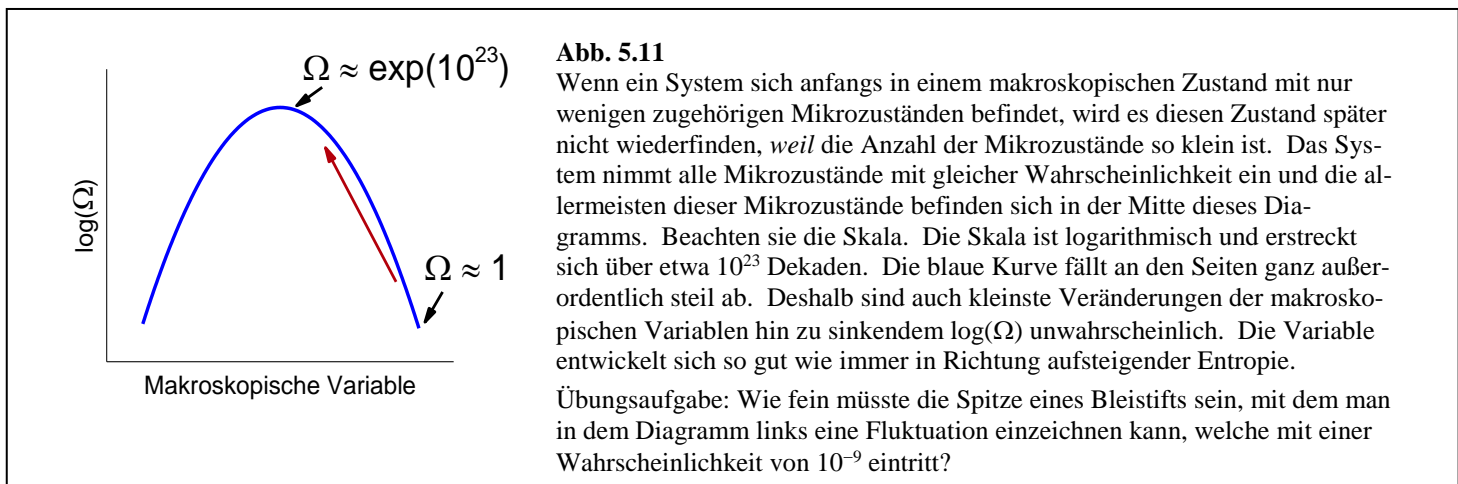 Ω ≈ exp(10²³)
log(Ω)
Ω ≈ 1
Makroskopische Variable
Abb. 5.11
Wenn ein System sich anfangs in einem makroskopischen Zustand mit nur
wenigen zugehörigen Mikrozuständen befindet, wird es diesen Zustand später
nicht wiederfinden, weil die Anzahl der Mikrozustände so klein ist. Das Sys-
tem nimmt alle Mikrozustände mit gleicher Wahrscheinlichkeit ein und die al-
lermeisten dieser Mikrozustände befinden sich in der Mitte dieses Dia-
gramms. Beachten sie die Skala. Die Skala ist logarithmisch und erstreckt
sich über etwa 10²³ Dekaden. Die blaue Kurve fällt an den Seiten ganz außer-
ordentlich steil ab. Deshalb sind auch kleinste Veränderungen der makrosko-
pischen Variablen hin zu sinkendem log(Ω) unwahrscheinlich. Die Variable
entwickelt sich so gut wie immer in Richtung aufsteigender Entropie.
Übungsaufgabe: Wie fein müsste die Spitze eines Bleistifts sein, mit dem man
in dem Diagramm links eine Fluktuation einzeichnen kann, welche mit einer
Wahrscheinlichkeit von 10⁻⁹ eintritt?